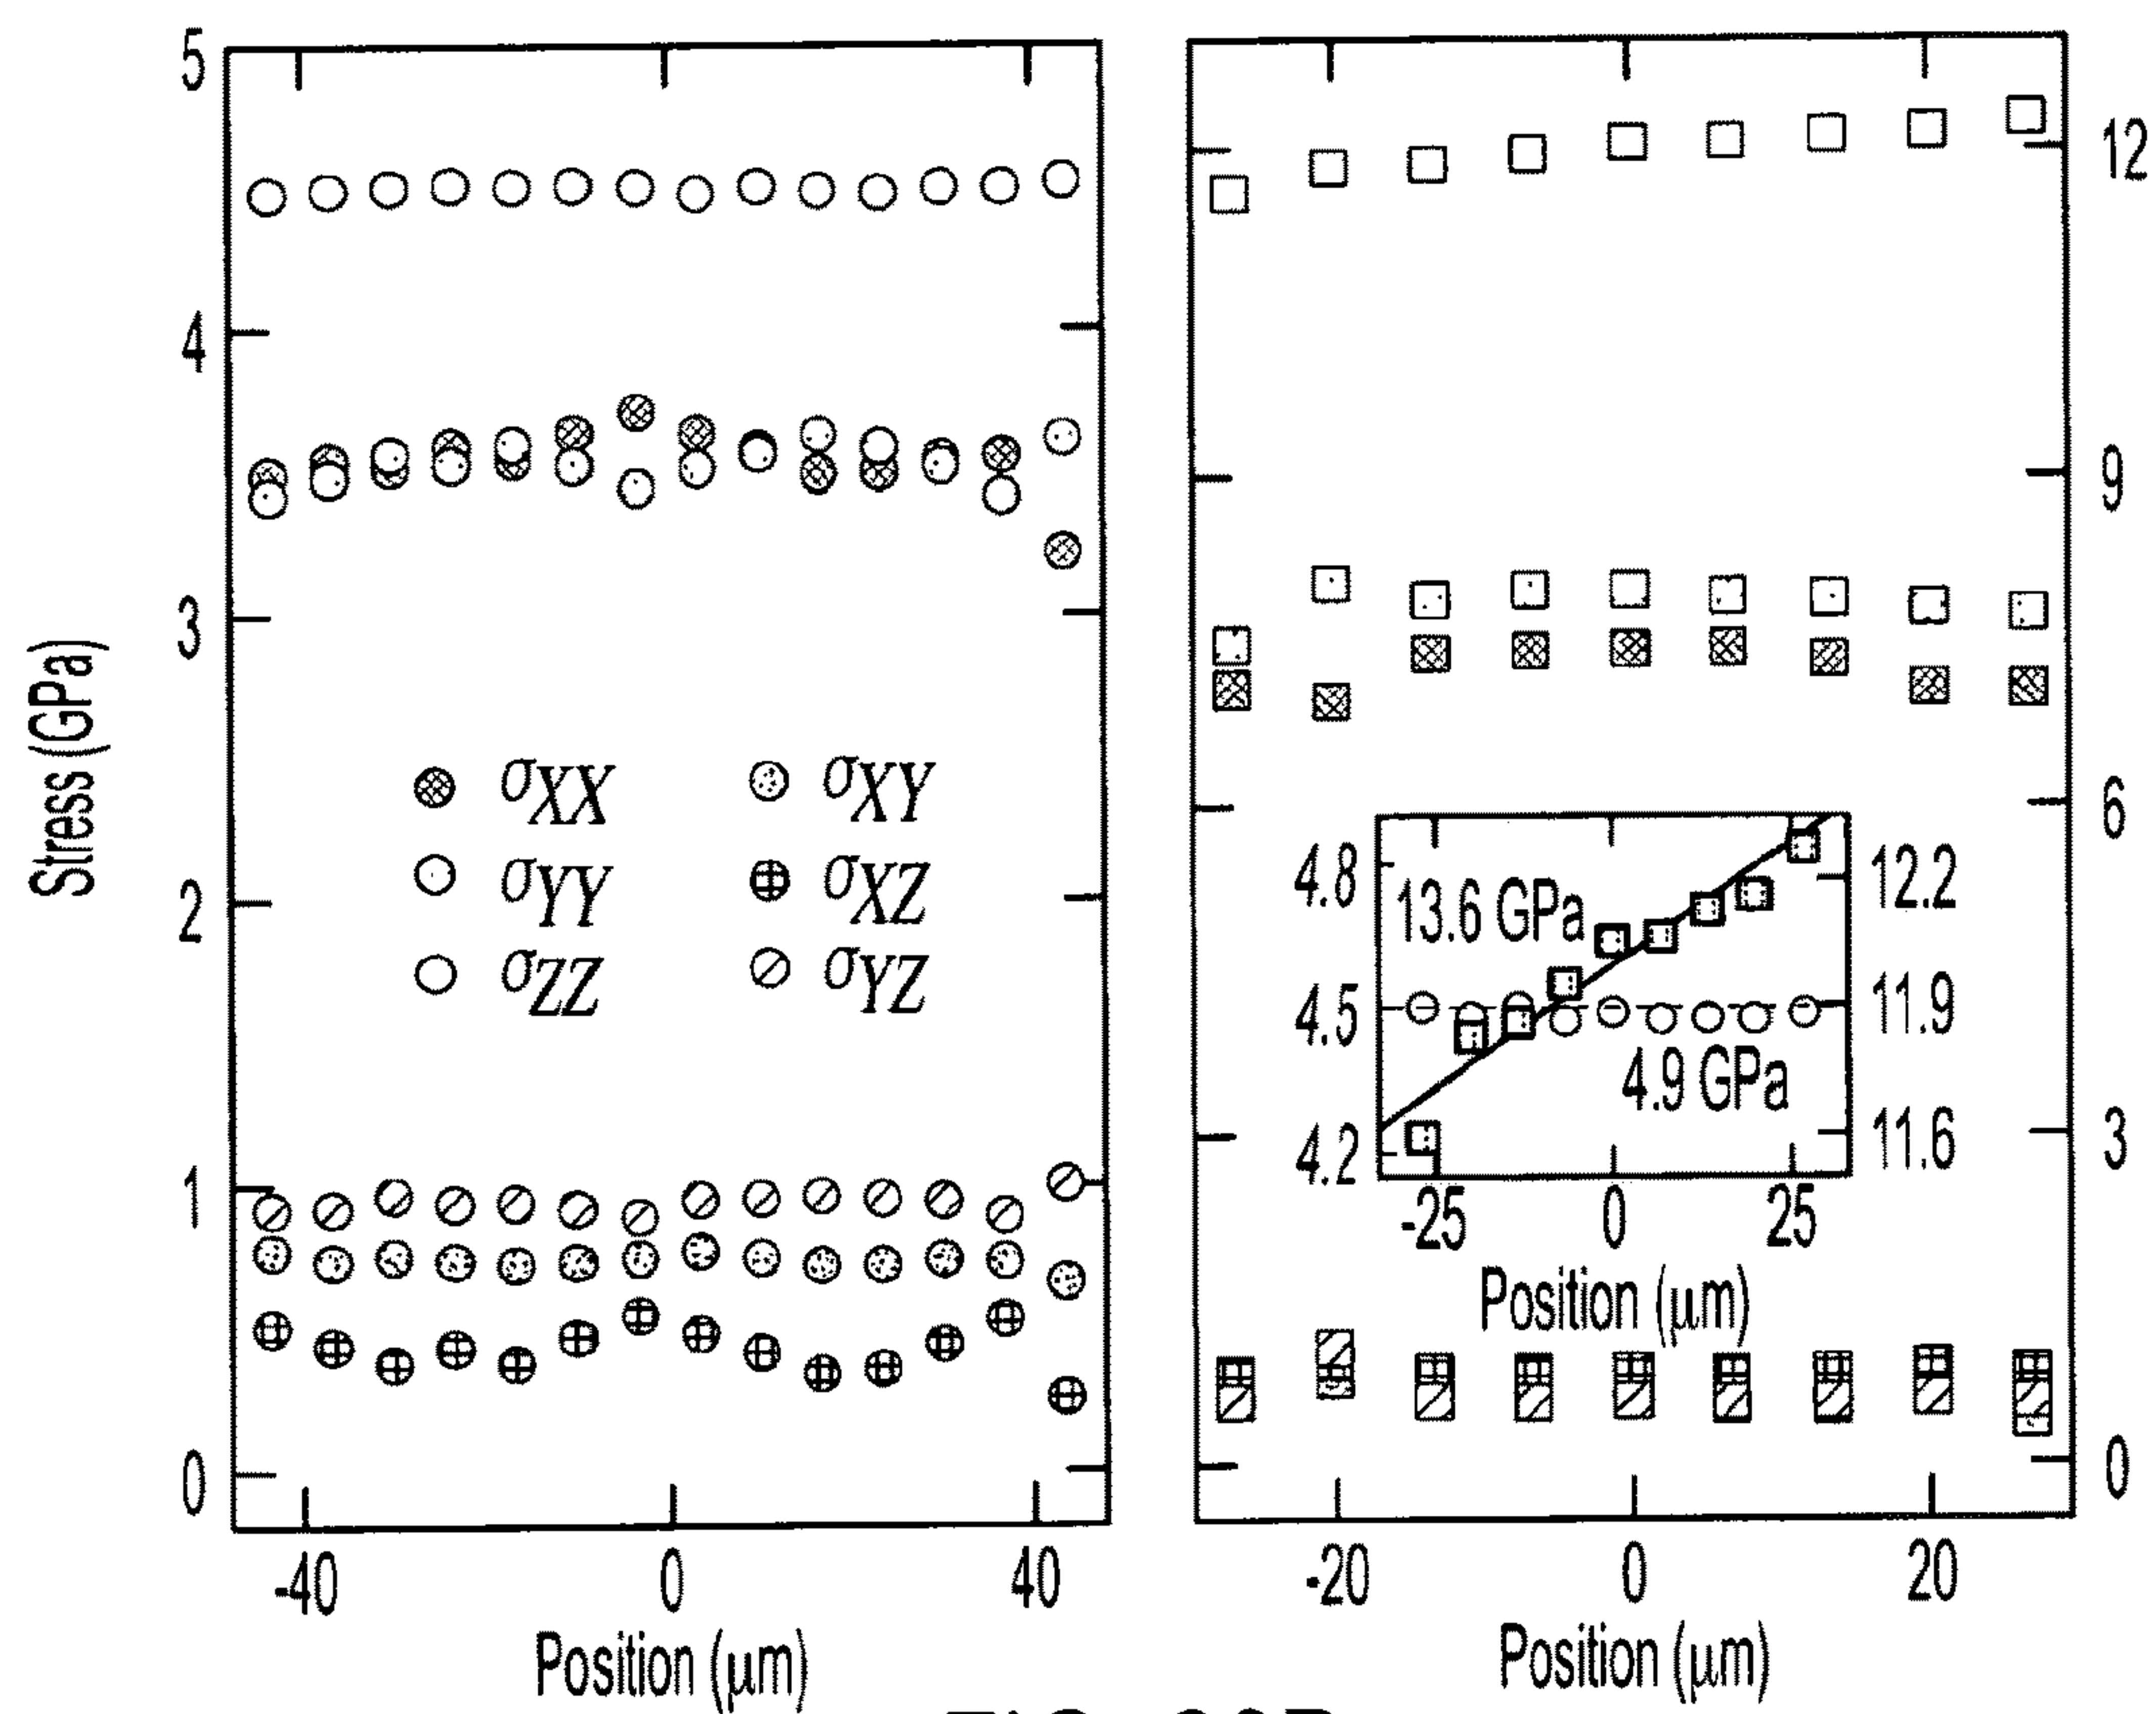 Stress (GPa)
5
4
3
2
1
0
σXX σXY
σYY σXZ
σZZ σYZ
-40 0 40
Position (μm)
12
9
6
3
0
4.8 13.6 GPa 12.2
4.5 11.9
4.9 GPa
4.2 11.6
-25 0 25
Position (μm)
-20 0 20
Position (μm)